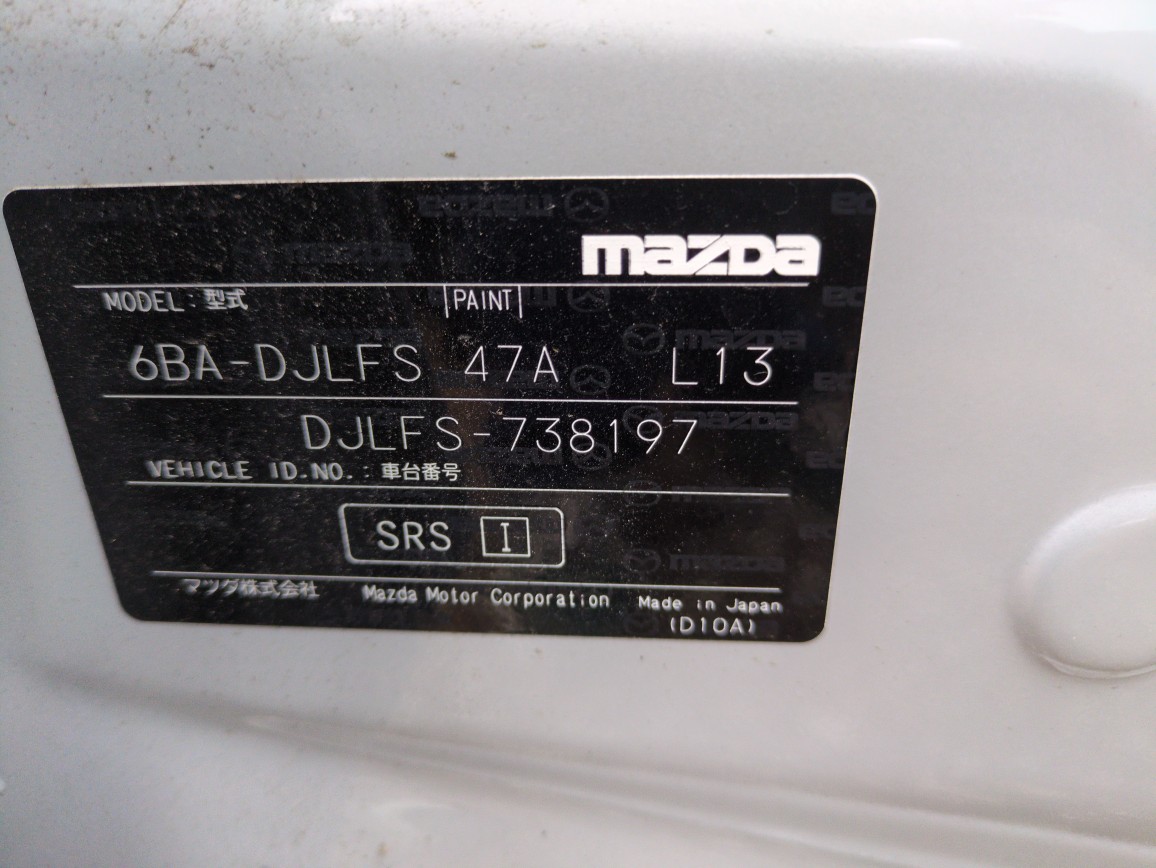 mazda
MODEL：型式 PAINT
6BA-DJLFS 47A L13
DJLFS-738197
VEHICLE ID.NO.：車台番号
SRS I
マツダ株式会社 Mazda Motor Corporation Made in Japan
(D10A)